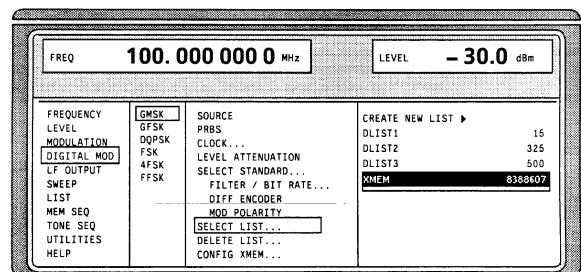 FREQ 100. 000 000 0 MHz
LEVEL - 30.0 dBm
FREQUENCY
LEVEL
MODULATION
DIGITAL MOD
LF OUTPUT
SWEEP
LIST
MEM SEQ
TONE SEQ
UTILITIES
HELP
GMSK
GFSK
DQPSK
FSK
4FSK
FFSK
SOURCE
PRBS
CLOCK...
LEVEL ATTENUATION
SELECT STANDARD...
FILTER / BIT RATE...
DIFF ENCODER
MOD POLARITY
SELECT LIST...
DELETE LIST...
CONFIG XMEM...
CREATE NEW LIST ▶
DLIST1 15
DLIST2 325
DLIST3 500
XMEM 8388607